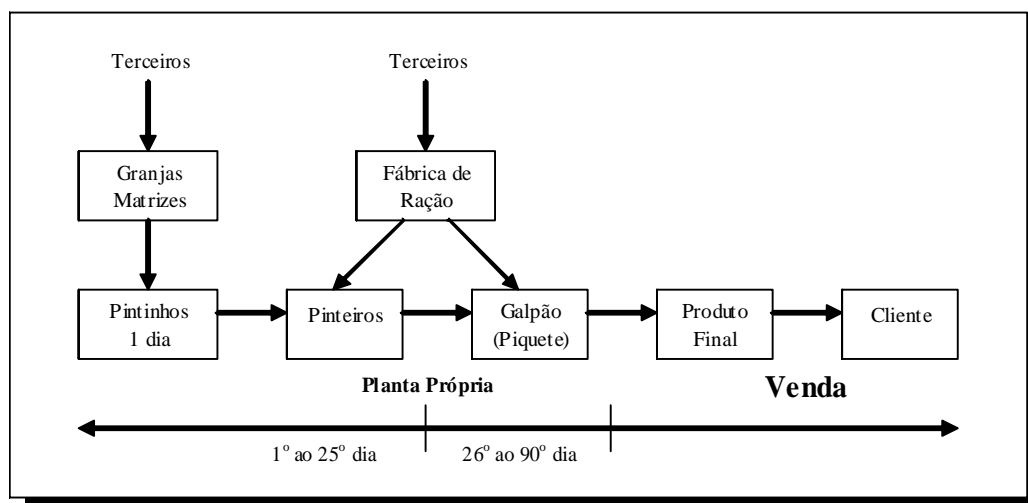 Terceiros
Terceiros
Granjas
Matrizes
Fábrica de
Ração
Pintinhos
1 dia
Pinteiros
Galpão
(Piquete)
Produto
Final
Cliente
Planta Própria
Venda
1º ao 25º dia
26º ao 90º dia